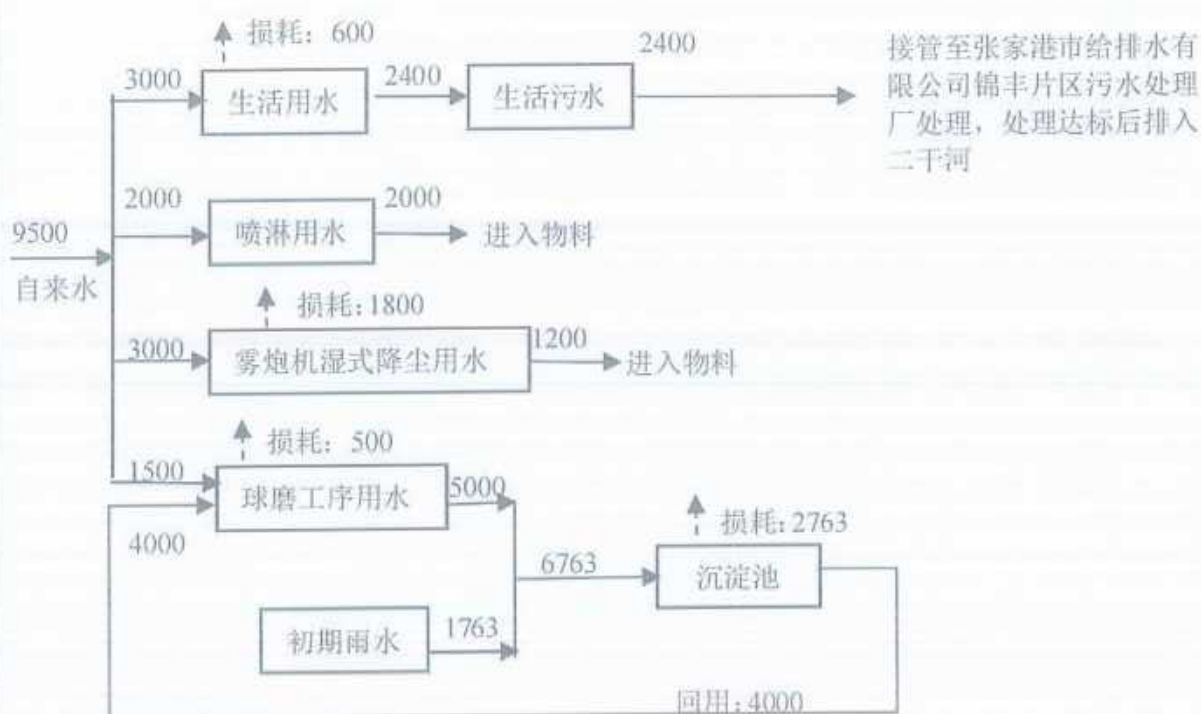 损耗：600
3000
生活用水
2400
生活污水
2400
接管至张家港市给排水有
限公司锦丰片区污水处理
厂处理，处理达标后排入
二干河
2000
喷淋用水
2000
进入物料
9500
自来水
损耗:1800
3000
雾炮机湿式降尘用水
1200
进入物料
损耗：500
1500
球磨工序用水
5000
4000
损耗:2763
6763
沉淀池
初期雨水
1763
回用:4000